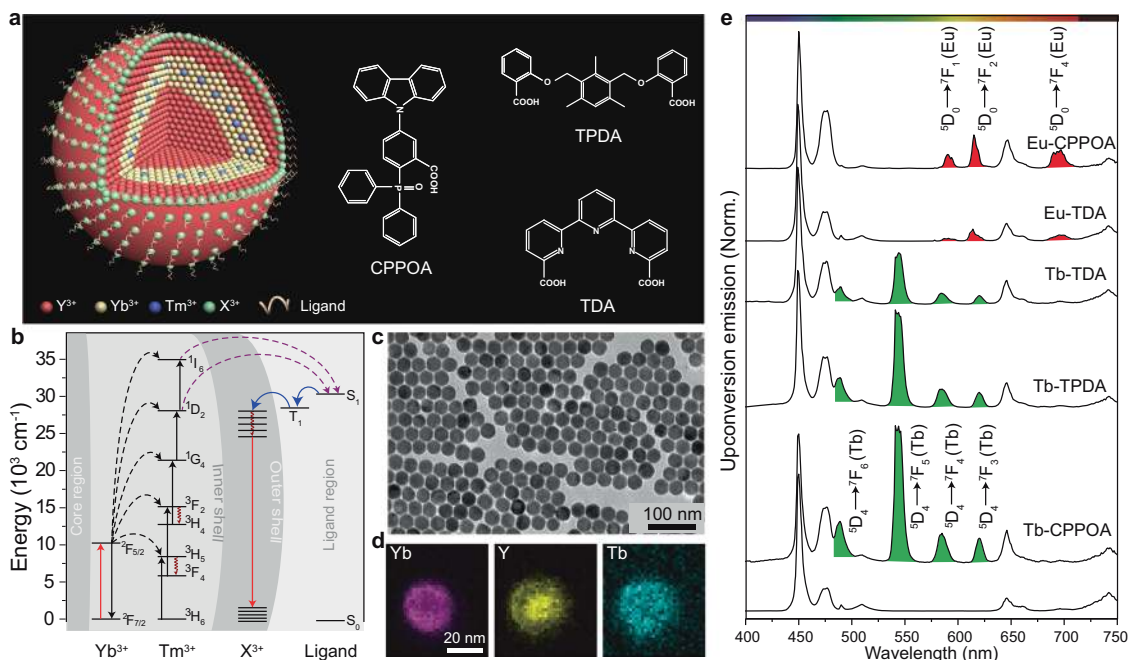 a
N
COOH
P
O
CPPOA
O
O
COOH
COOH
TPDA
N
N
N
COOH
COOH
TDA
Y³⁺
Yb³⁺
Tm³⁺
X³⁺
Ligand
b
Energy (10³ cm⁻¹)
35
30
25
20
15
10
5
0
Core region
Inner shell
Outer shell
Ligand region
²F₅/₂
²F₇/₂
¹I₆
¹D₂
¹G₄
³F₂
³H₄
³H₅
³F₄
³H₆
T₁
S₁
S₀
Yb³⁺
Tm³⁺
X³⁺
Ligand
c
100 nm
d
Yb
20 nm
Y
Tb
e
Upconversion emission (Norm.)
⁵D₀→⁷F₁ (Eu)
⁵D₀→⁷F₂ (Eu)
⁵D₀→⁷F₄ (Eu)
Eu-CPPOA
Eu-TDA
Tb-TDA
Tb-TPDA
⁵D₄→⁷F₆ (Tb)
⁵D₄→⁷F₅ (Tb)
⁵D₄→⁷F₄ (Tb)
⁵D₄→⁷F₃ (Tb)
Tb-CPPOA
400 450 500 550 600 650 700 750
Wavelength (nm)